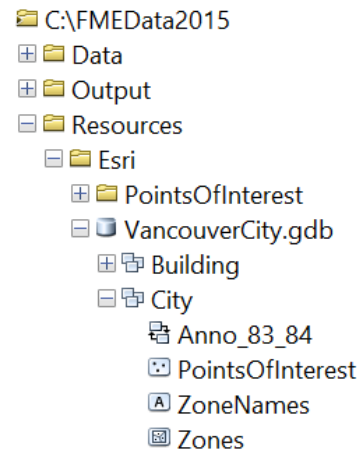 C:\FMEData2015
Data
Output
Resources
Esri
PointsOfInterest
VancouverCity.gdb
Building
City
Anno_83_84
PointsOfInterest
A ZoneNames
Zones